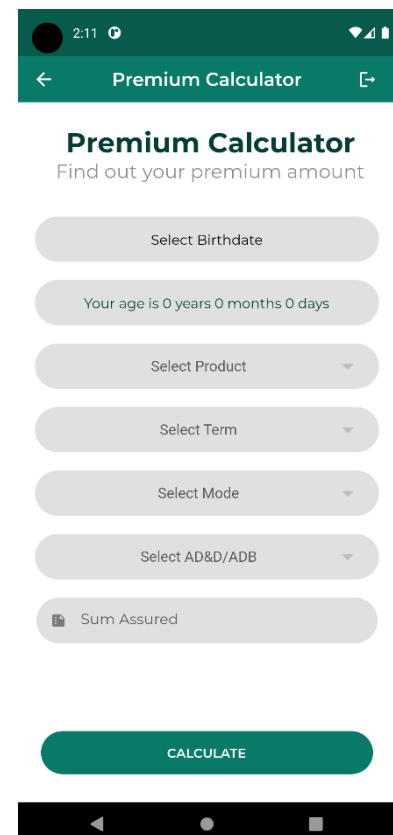 2:11
Premium Calculator
Premium Calculator
Find out your premium amount
Select Birthdate
Your age is 0 years 0 months 0 days
Select Product
Select Term
Select Mode
Select AD&D/ADB
Sum Assured
CALCULATE